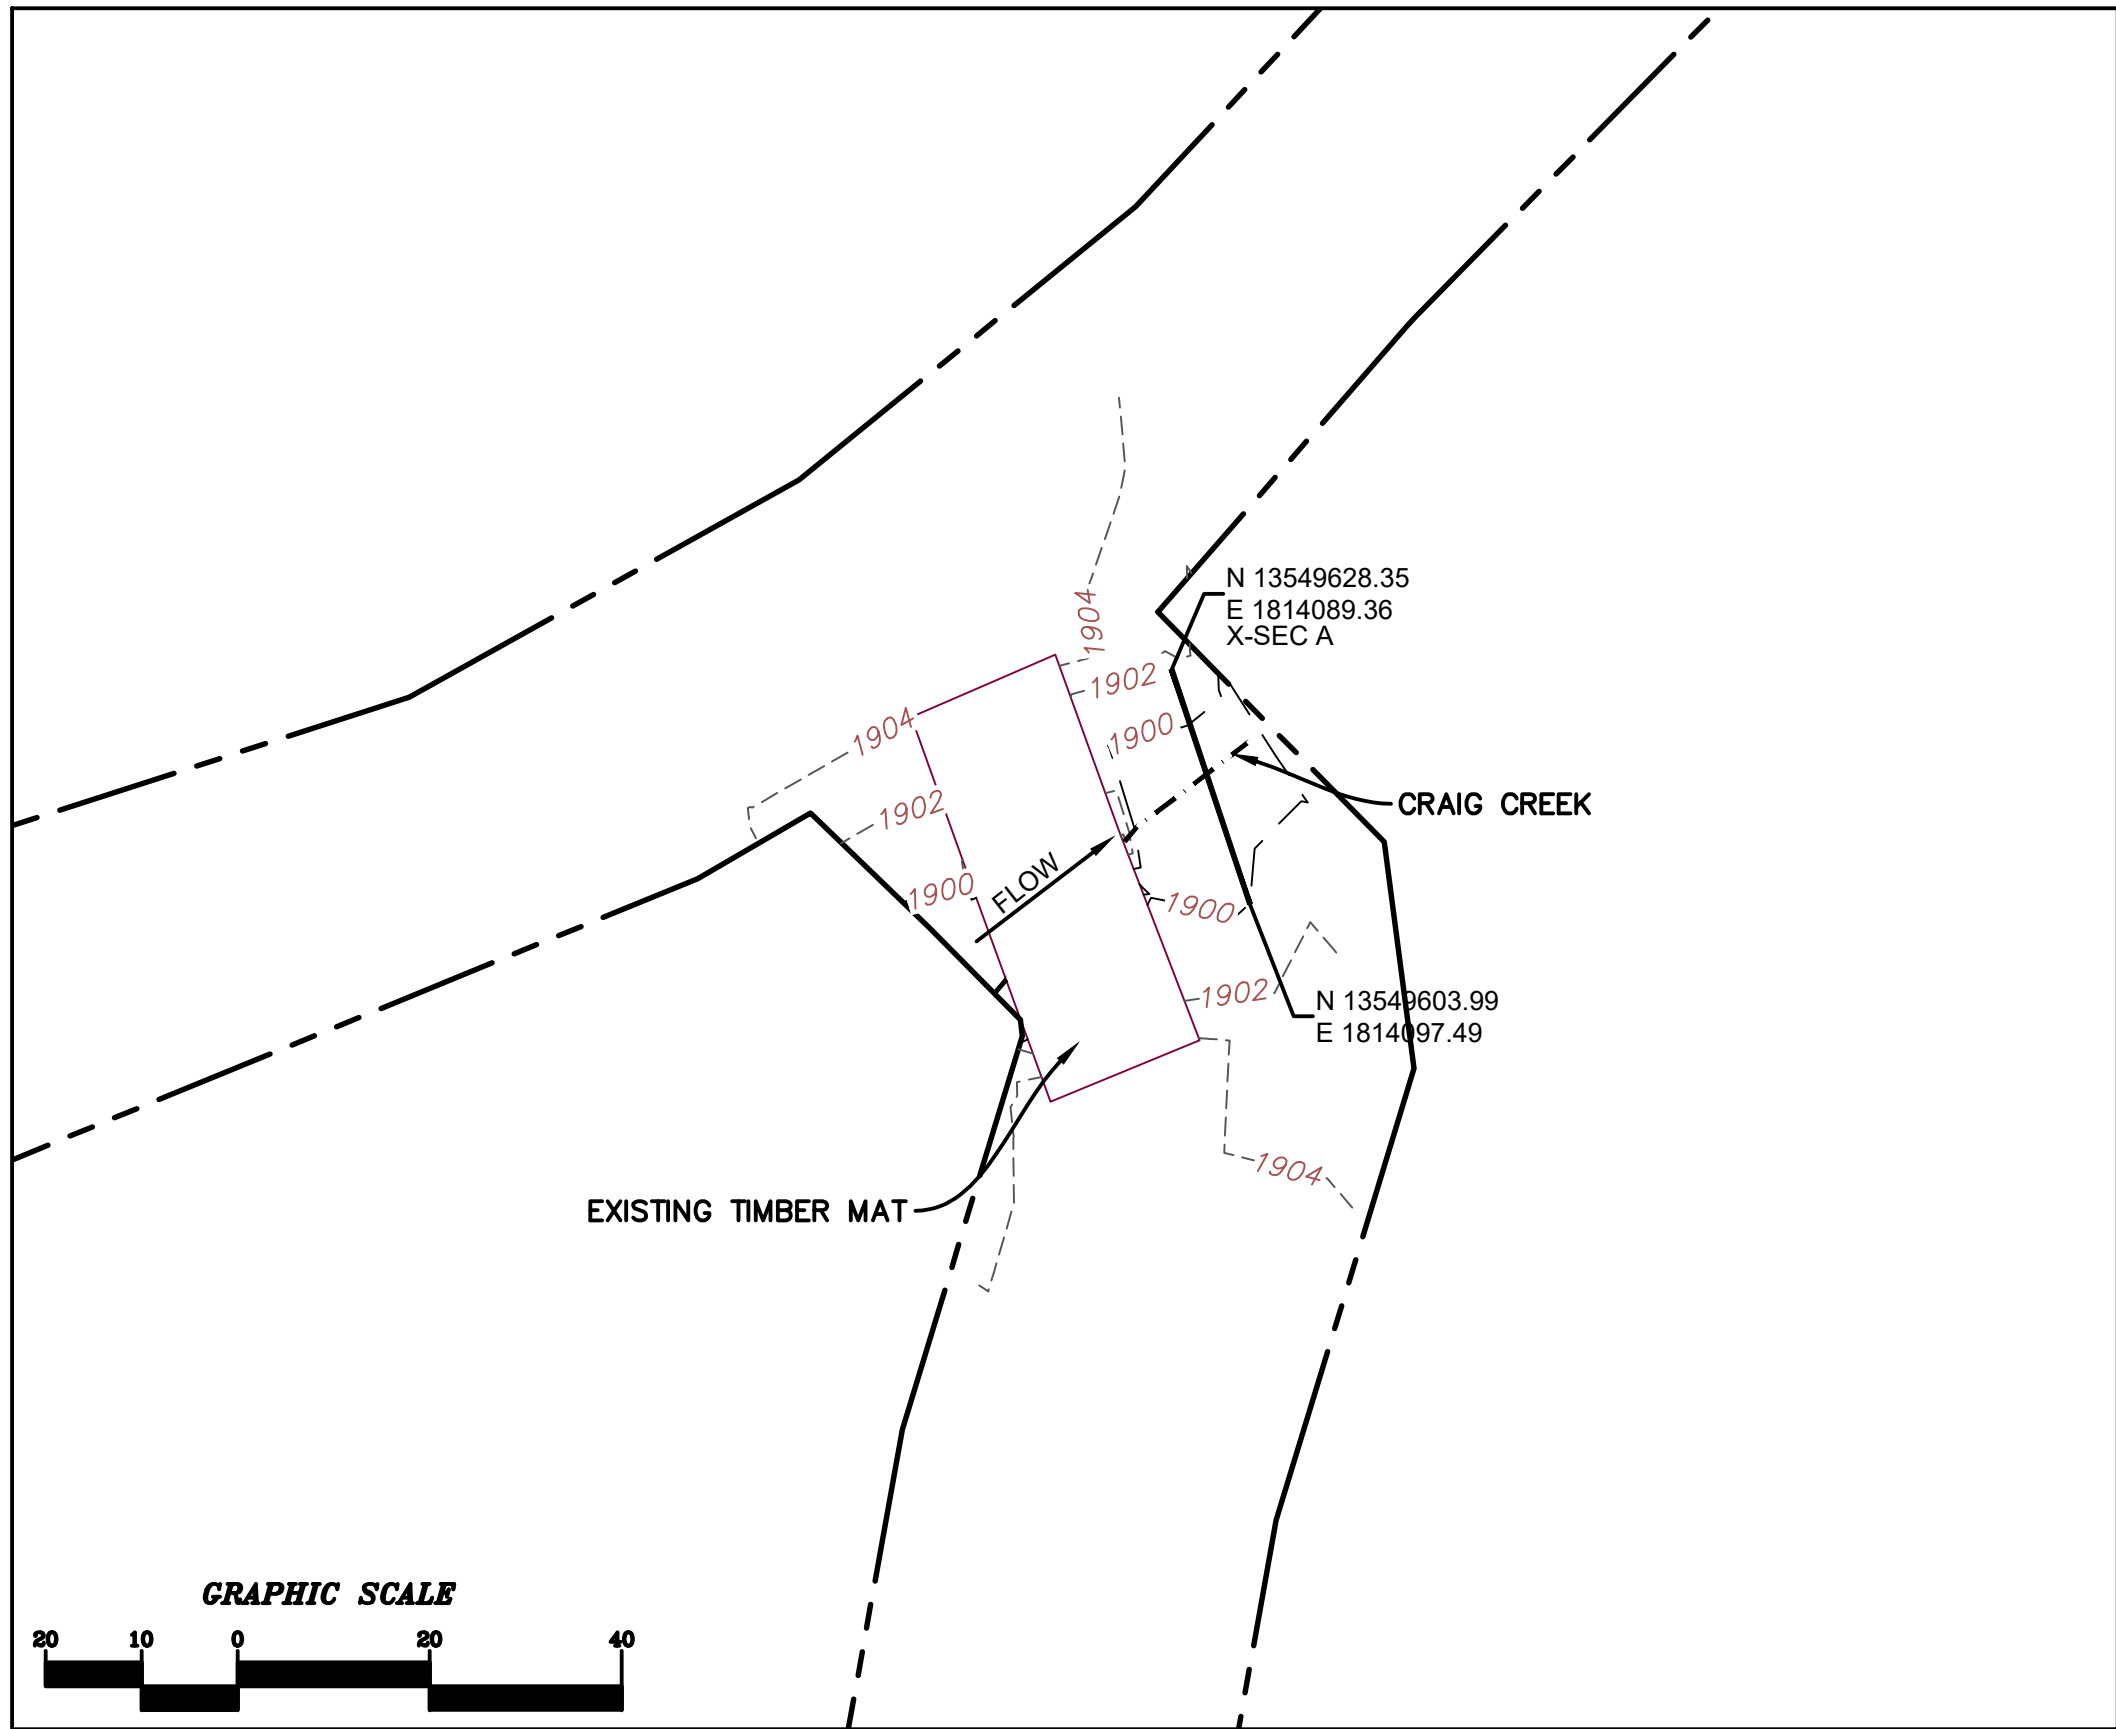 N 13549628.35
E 1814089.36
X-SEC A
1904
1902
1904
1900
1902
CRAIG CREEK
FLOW
1900
1900
1902
N 13549603.99
E 1814097.49
1904
EXISTING TIMBER MAT
GRAPHIC SCALE
20 10 0 20 40